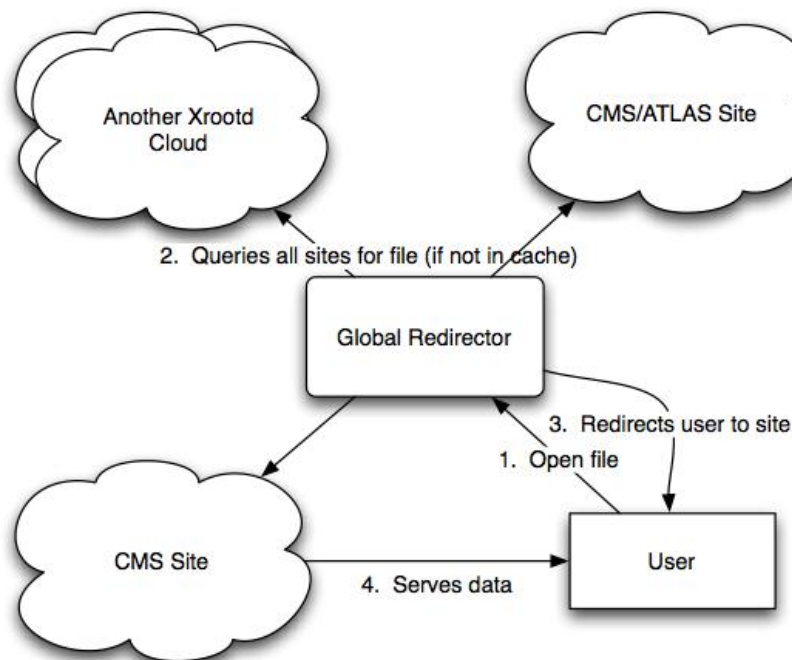 Another Xrootd
Cloud
CMS/ATLAS Site
2. Queries all sites for file (if not in cache)
Global Redirector
3. Redirects user to site
1. Open file
CMS Site
User
4. Serves data